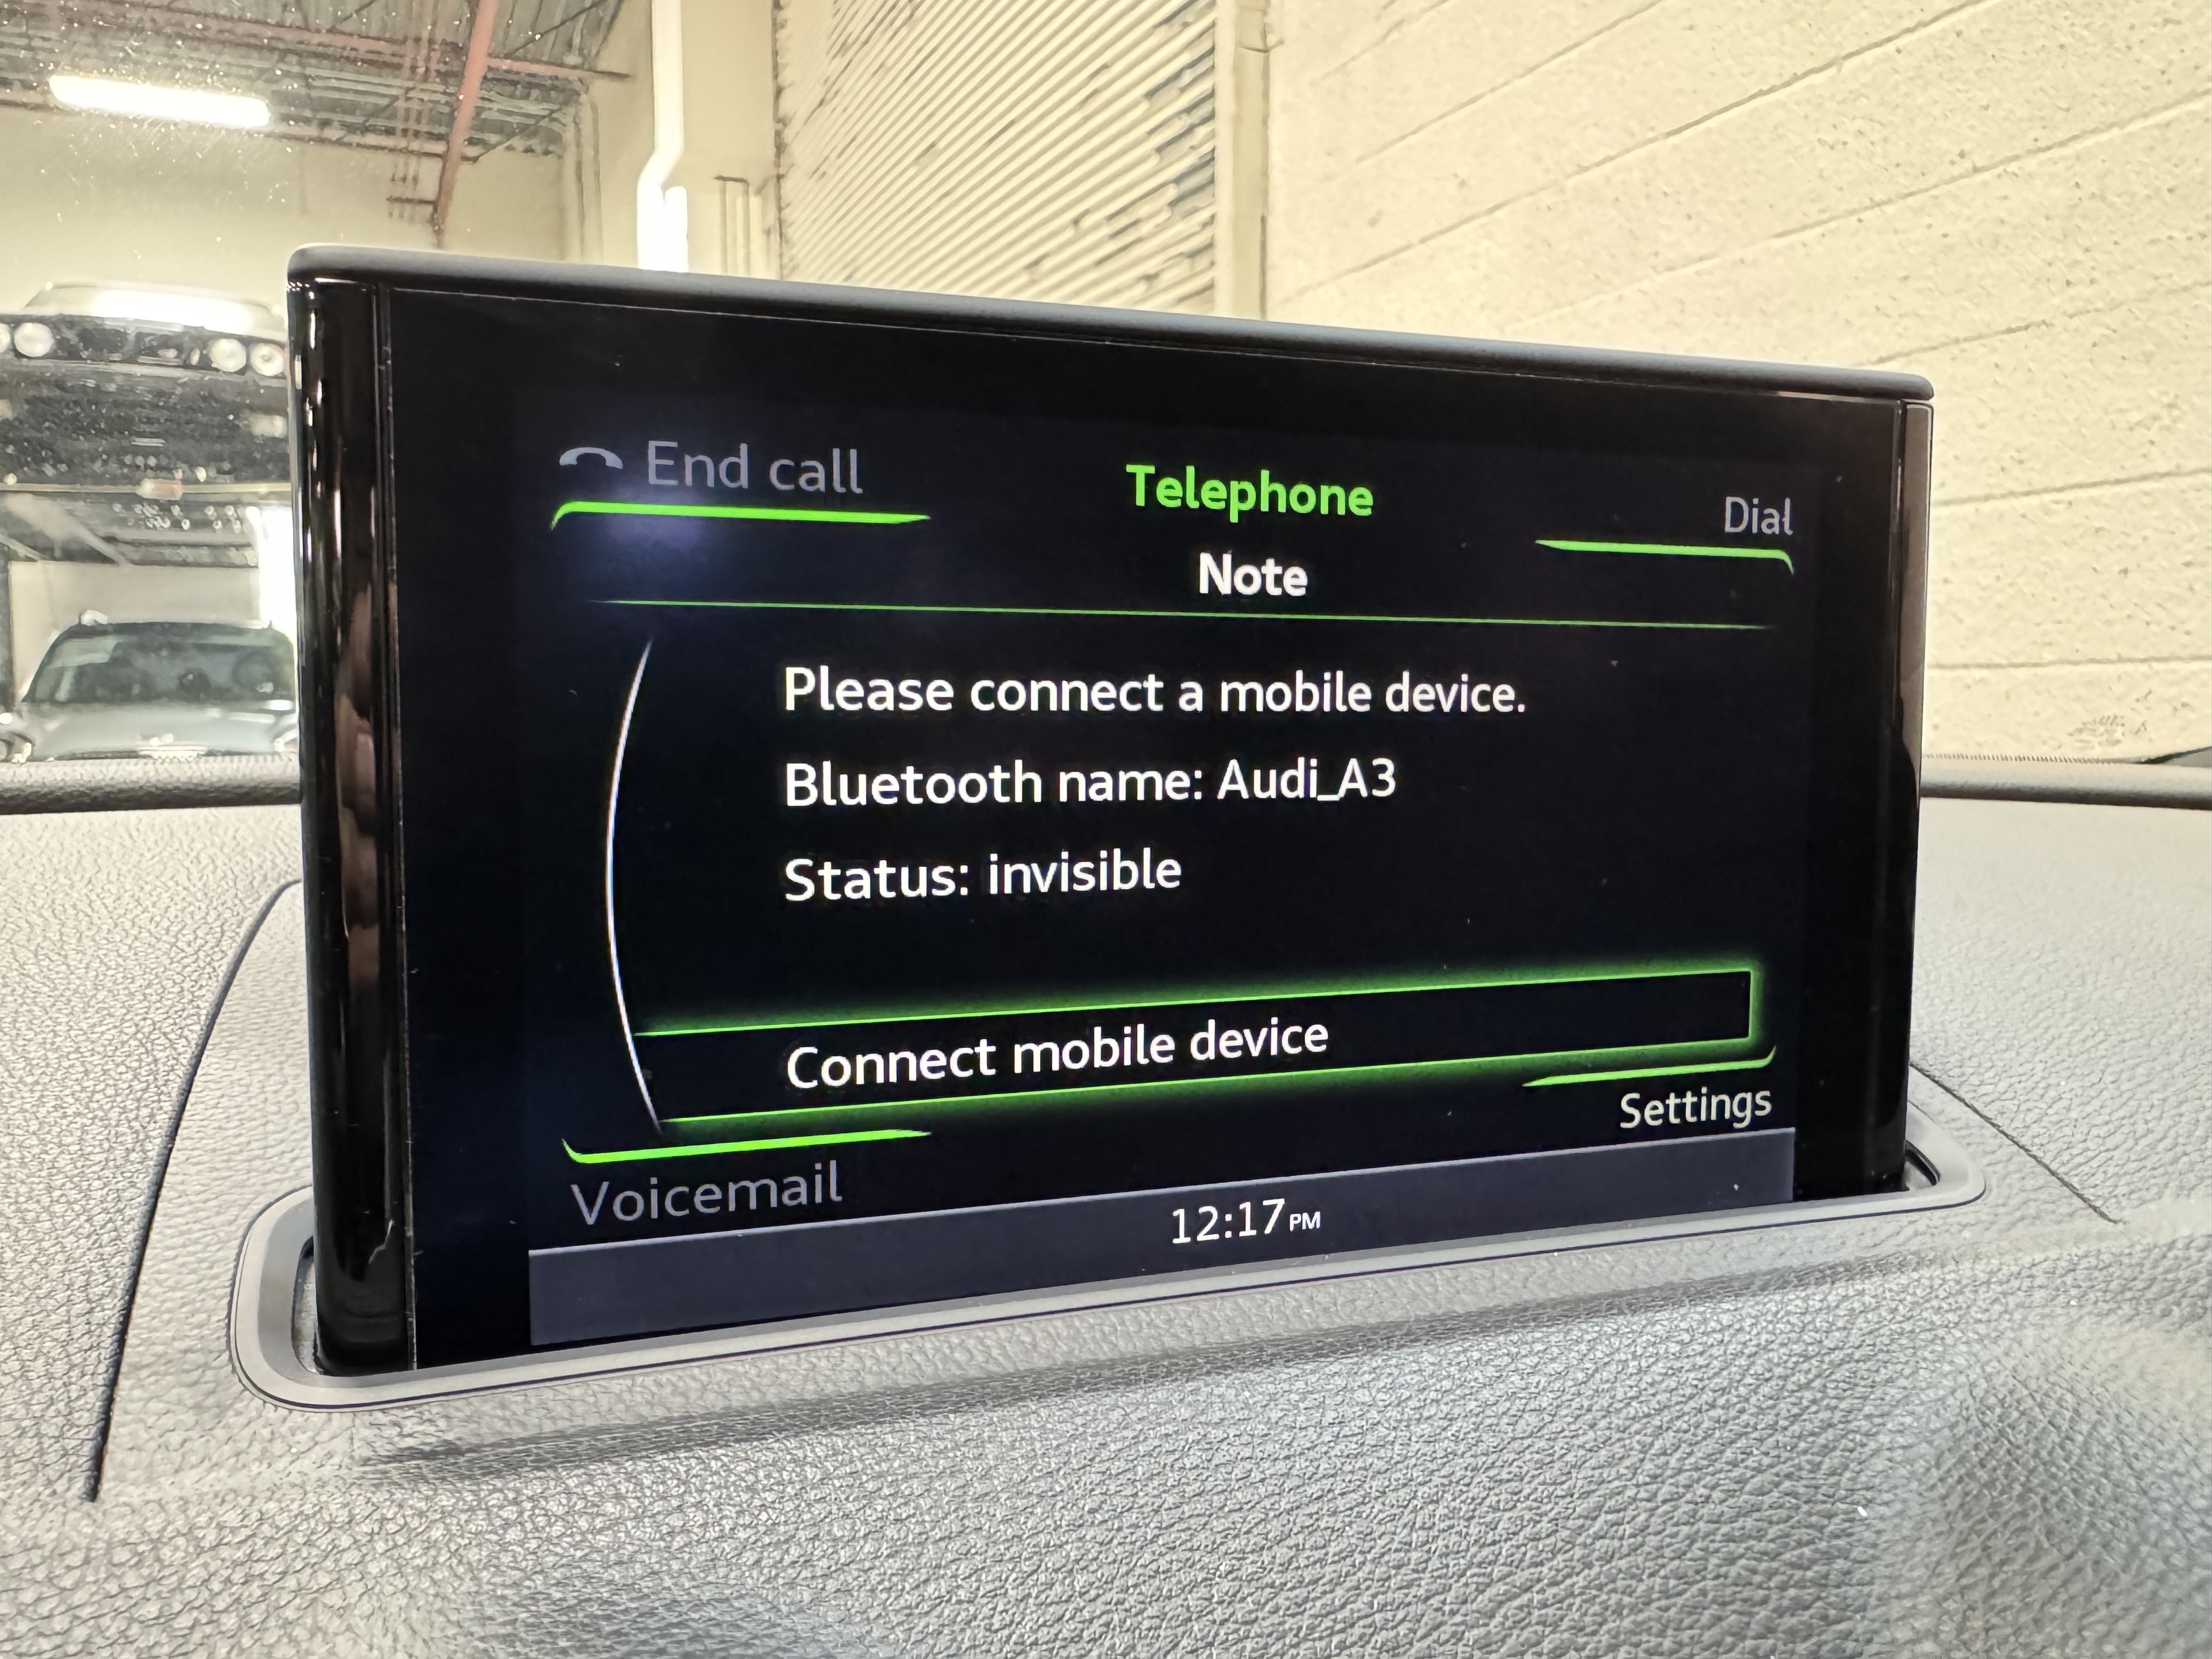 End call
Telephone
Dial
Note
Please connect a mobile device.
Bluetooth name: Audi_A3
Status: invisible
Connect mobile device
Settings
Voicemail
12:17 PM